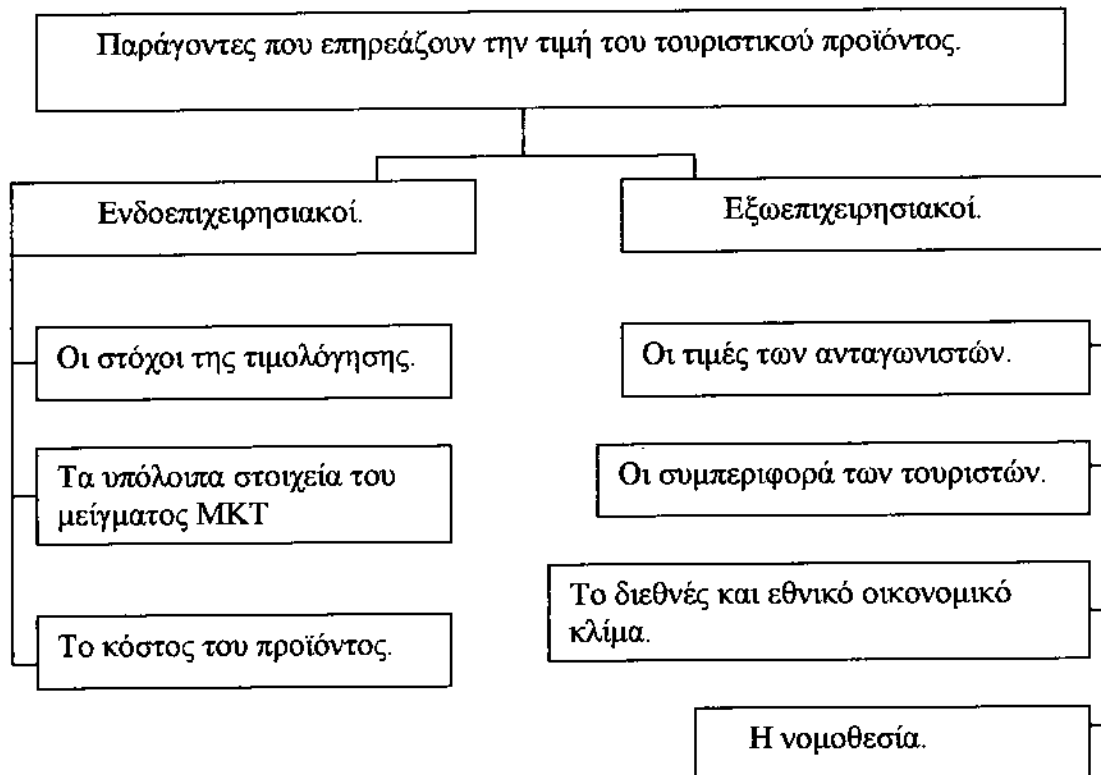 Παράγοντες που επηρεάζουν την τιμή του τουριστικού προϊόντος.
Ενδοεπιχειρησιακοί.
Εξωεπιχειρησιακοί.
Οι στόχοι της τιμολόγησης.
Οι τιμές των ανταγωνιστών.
Τα υπόλοιπα στοιχεία του
μείγματος ΜΚΤ
Οι συμπεριφορά των τουριστών.
Το διεθνές και εθνικό οικονομικό
κλίμα.
Το κόστος του προϊόντος.
Η νομοθεσία.